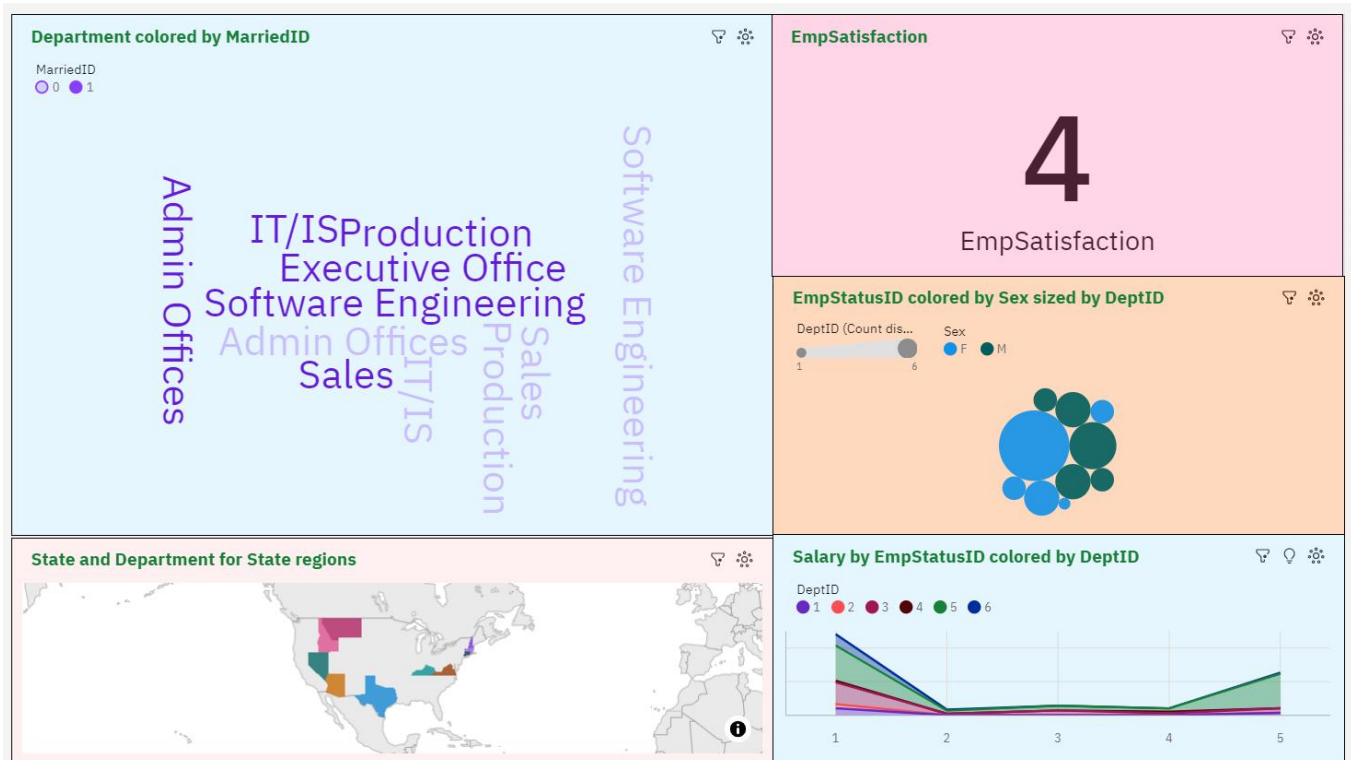 Department colored by MarriedID
MarriedID
0 1
Admin Offices
IT/IS
Production
Executive Office
Software Engineering
Admin Offices
Sales
IT/IS
Production
Sales
Software Engineering
EmpSatisfaction
4
EmpSatisfaction
EmpStatusID colored by Sex sized by DeptID
DeptID (Count dis...
1 6
Sex
F M
State and Department for State regions
Salary by EmpStatusID colored by DeptID
DeptID
1 2 3 4 5 6
1 2 3 4 5